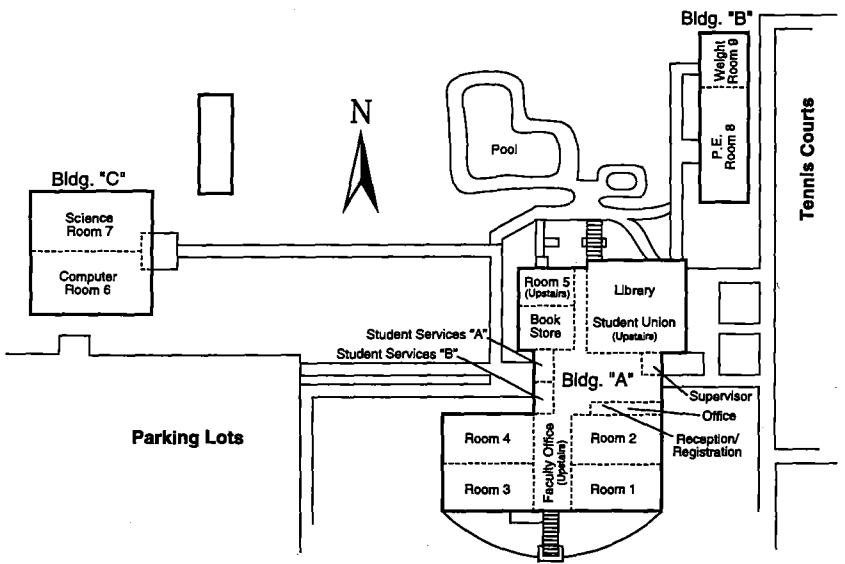 Bldg. "B"
Weight
Room 9
P.E.
Room 8
Tennis Courts
N
Pool
Bldg. "C"
Science
Room 7
Computer
Room 6
Room 5
(Upstairs)
Book
Store
Library
Student Union
(Upstairs)
Student Services "A"
Student Services "B"
Bldg. "A"
Supervisor
Office
Reception/
Registration
Parking Lots
Room 4
Room 3
Faculty Office
(Upstairs)
Room 2
Room 1